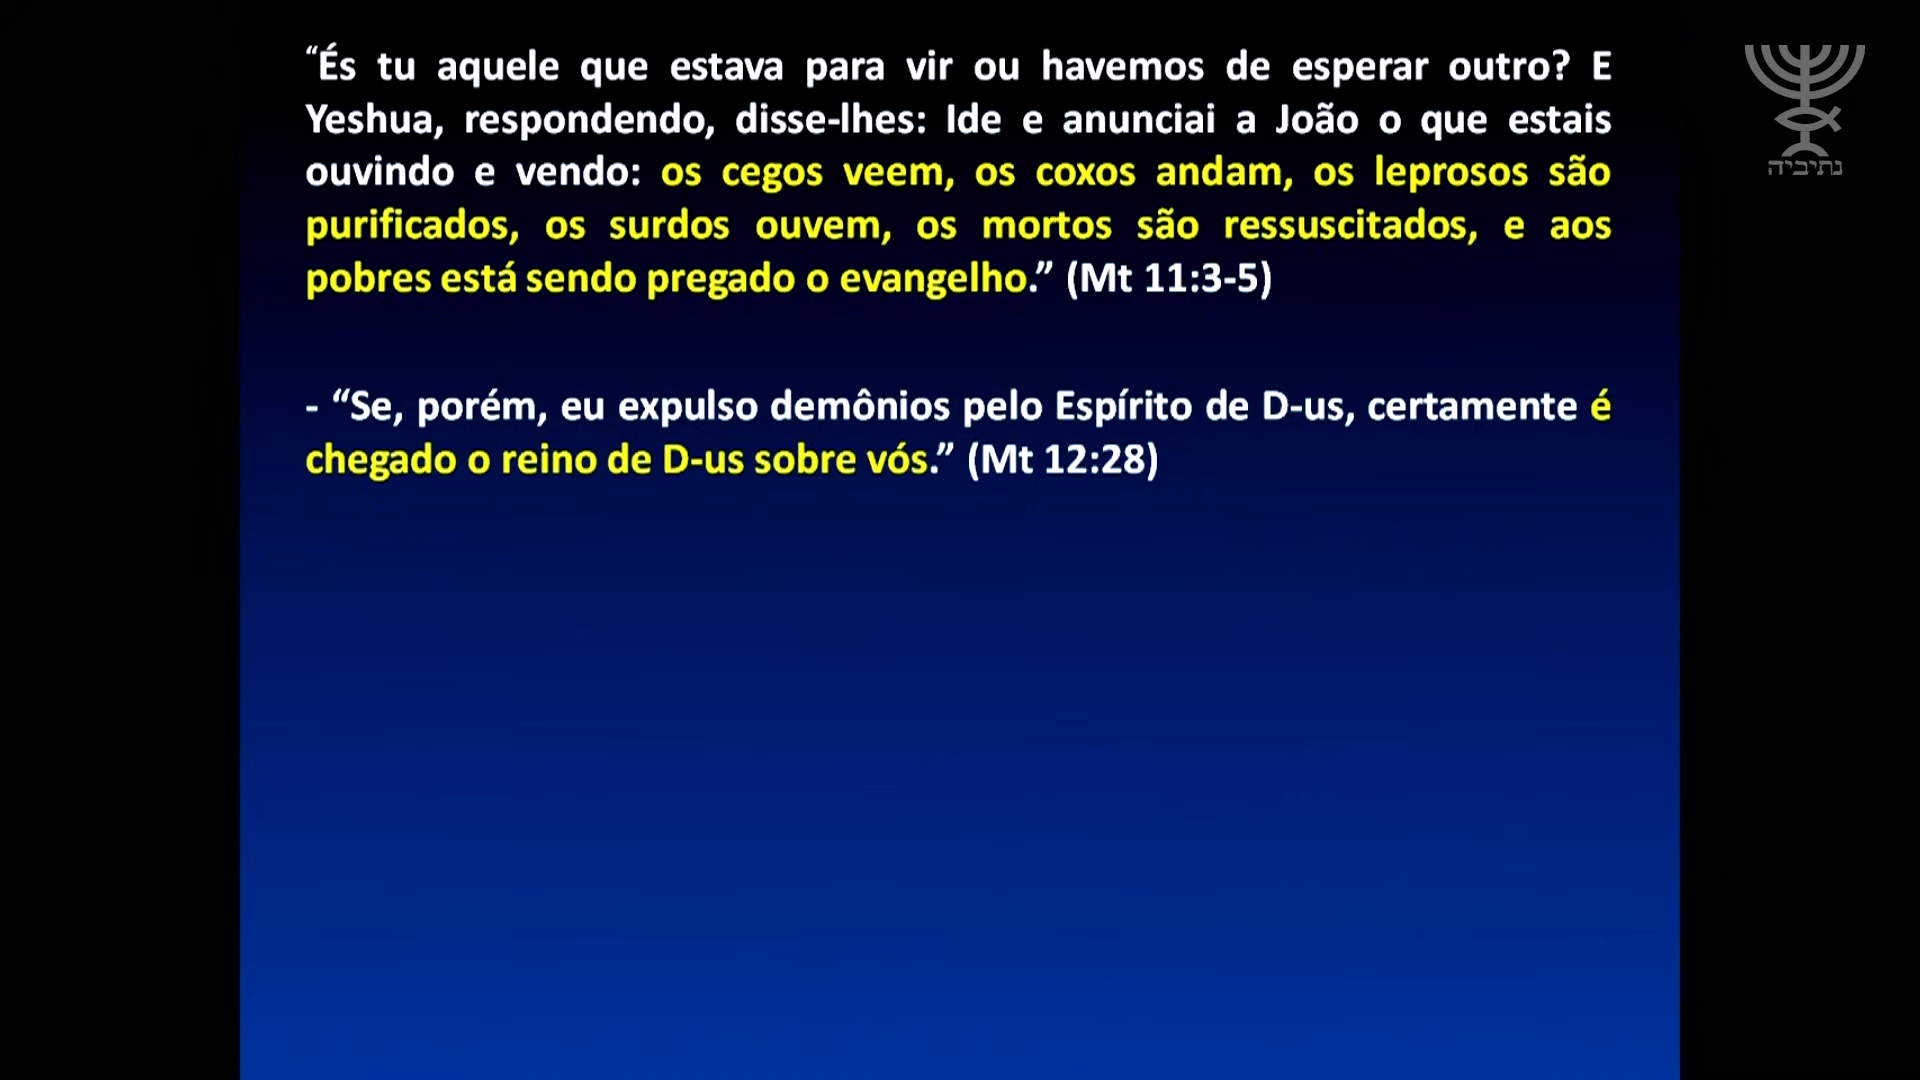 “És tu aquele que estava para vir ou havemos de esperar outro? E
Yeshua, respondendo, disse-lhes: Ide e anunciai a João o que estais
ouvindo e vendo: os cegos veem, os coxos andam, os leprosos são
purificados, os surdos ouvem, os mortos são ressuscitados, e aos
pobres está sendo pregado o evangelho.” (Mt 11:3-5)
- “Se, porém, eu expulso demônios pelo Espírito de D-us, certamente é
chegado o reino de D-us sobre vós.” (Mt 12:28)
נתיביה